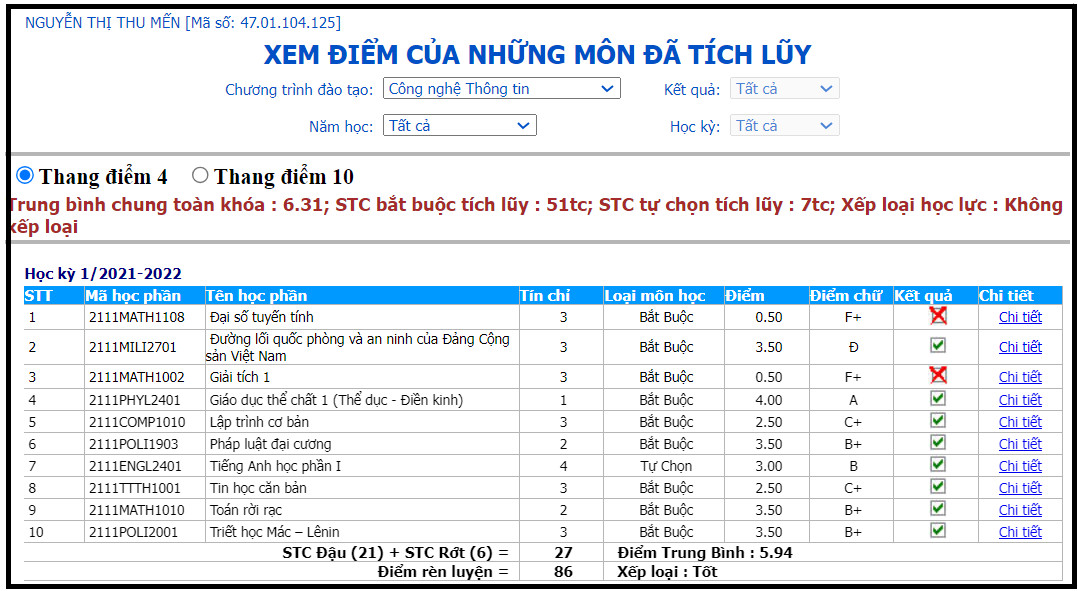 NGUYỄN THỊ THU MẾN [Mã số: 47.01.104.125]
XEM ĐIỂM CỦA NHỮNG MÔN ĐÃ TÍCH LŨY
Chương trình đào tạo: Công nghệ Thông tin Kết quả: Tất cả
Năm học: Tất cả Học kỳ: Tất cả
Thang điểm 4 Thang điểm 10
Trung bình chung toàn khóa : 6.31; STC bắt buộc tích lũy : 51tc; STC tự chọn tích lũy : 7tc; Xếp loại học lực : Không
xếp loại
Học kỳ 1/2021-2022
STT Mã học phần Tên học phần Tín chỉ Loại môn học Điểm Điểm chữ Kết quả Chi tiết
1 2111MATH1108 Đại số tuyến tính 3 Bắt Buộc 0.50 F+ Chi tiết
2 2111MILI2701 Đường lối quốc phòng và an ninh của Đảng Cộng
sản Việt Nam 3 Bắt Buộc 3.50 Đ Chi tiết
3 2111MATH1002 Giải tích 1 3 Bắt Buộc 0.50 F+ Chi tiết
4 2111PHYL2401 Giáo dục thể chất 1 (Thể dục - Điền kinh) 1 Bắt Buộc 4.00 A Chi tiết
5 2111COMP1010 Lập trình cơ bản 3 Bắt Buộc 2.50 C+ Chi tiết
6 2111POLI1903 Pháp luật đại cương 2 Bắt Buộc 3.50 B+ Chi tiết
7 2111ENGL2401 Tiếng Anh học phần I 4 Tự Chọn 3.00 B Chi tiết
8 2111TTTH1001 Tin học căn bản 3 Bắt Buộc 2.50 C+ Chi tiết
9 2111MATH1010 Toán rời rạc 2 Bắt Buộc 3.50 B+ Chi tiết
10 2111POLI2001 Triết học Mác – Lênin 3 Bắt Buộc 3.50 B+ Chi tiết
STC Đậu (21) + STC Rớt (6) = 27 Điểm Trung Bình : 5.94
Điểm rèn luyện = 86 Xếp loại : Tốt